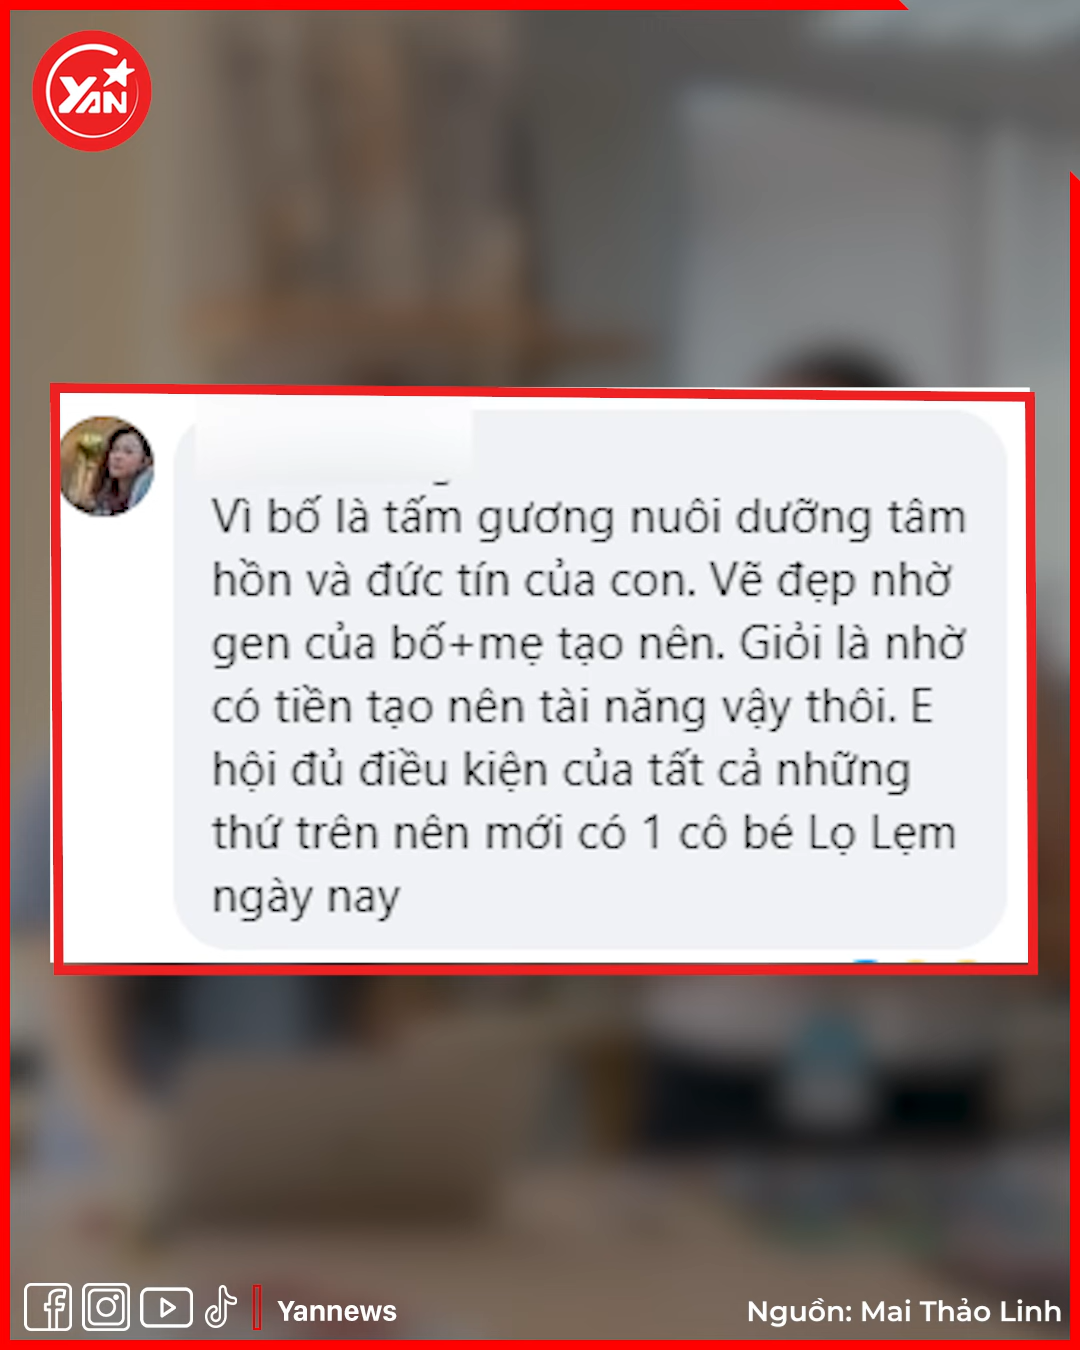 YAN
Vì bố là tấm gương nuôi dưỡng tâm
hồn và đức tín của con. Vẽ đẹp nhờ
gen của bố+mẹ tạo nên. Giỏi là nhờ
có tiền tạo nên tài năng vậy thôi. E
hội đủ điều kiện của tất cả những
thứ trên nên mới có 1 cô bé Lọ Lẹm
ngày nay
Yannews
Nguồn: Mai Thảo Linh